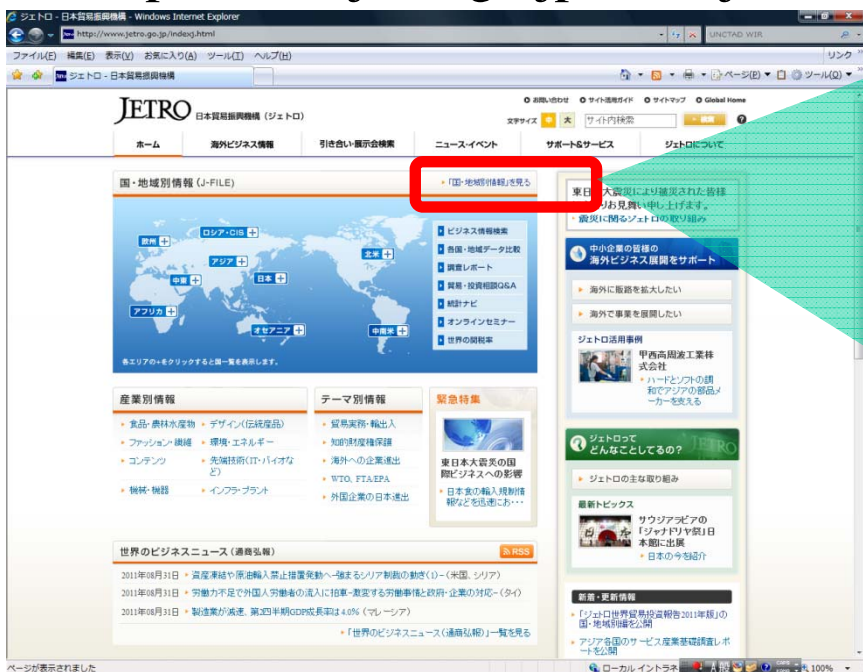 ジェトロ - 日本貿易振興機構 - Windows Internet Explorer
http://www.jetro.go.jp/indexj.html
UNCTAD WIR
ファイル(F) 編集(E) 表示(V) お気に入り(A) ツール(T) ヘルプ(H)
リンク
ジェトロ - 日本貿易振興機構
ページ(P) ツール(O)
JETRO 日本貿易振興機構(ジェトロ)
お問い合わせ サイト活用ガイド サイトマップ Global Home
文字サイズ 中 大 サイト内検索 検索
ホーム 海外ビジネス情報 引き合い・展示会検索 ニュース・イベント サポート&サービス ジェトロについて
国・地域別情報 (J-FILE)
「国・地域別情報」を見る
欧州
ロシア・CIS
アジア
中東
日本
北米
アフリカ
オセアニア
中南米
各エリアの+をクリックすると国一覧を表示します。
ビジネス情報検索
各国・地域データ比較
調査レポート
貿易・投資相談Q&A
統計ナビ
オンラインセミナー
世界の関税率
東日 大震災により被災された皆様
りお見舞い申し上げます。
震災に関るジェトロの取り組み
中小企業の皆様の
海外ビジネス展開をサポート
海外に販路を拡大したい
海外で事業を展開したい
ジェトロ活用事例
甲西高周波工業株
式会社
ハードとソフトの調
和でアジアの部品メ
ーカーを支える
産業別情報
食品・農林水産物
デザイン(伝統産品)
ファッション・繊維
環境・エネルギー
コンテンツ
先端技術(IT・バイオな
ど)
機械・機器
インフラ・プラント
テーマ別情報
貿易実務・輸出入
知的財産権保護
海外への企業進出
WTO, FTA/EPA
外国企業の日本進出
緊急特集
東日本大震災の国
際ビジネスへの影響
日本食の輸入規制情
報などを迅速にお・・・
ジェトロって
どんなことしてるの?
JETRO
ジェトロの主な取り組み
最新トピックス
サウジアラビアの
「ジャナドリヤ祭」日
本館に出展
日本の今を紹介
世界のビジネスニュース (通商弘報)
RSS
2011年08月31日 資産凍結や原油輸入禁止措置発動へ-強まるシリア制裁の動き(1)-(米国、シリア)
2011年08月31日 労働力不足で外国人労働者の流入に拍車-激変する労働事情と政府・企業の対応-(タイ)
2011年08月31日 製造業が減速、第2四半期GDP成長率は4.0% (マレーシア)
「世界のビジネスニュース(通商弘報)」一覧を見る
新着・更新情報
「ジェトロ世界貿易投資報告2011年版」の
国・地域別編を公開
アジア各国のサービス産業基礎調査レポ
ートを公開
ページが表示されました
ローカル イントラネ
100%